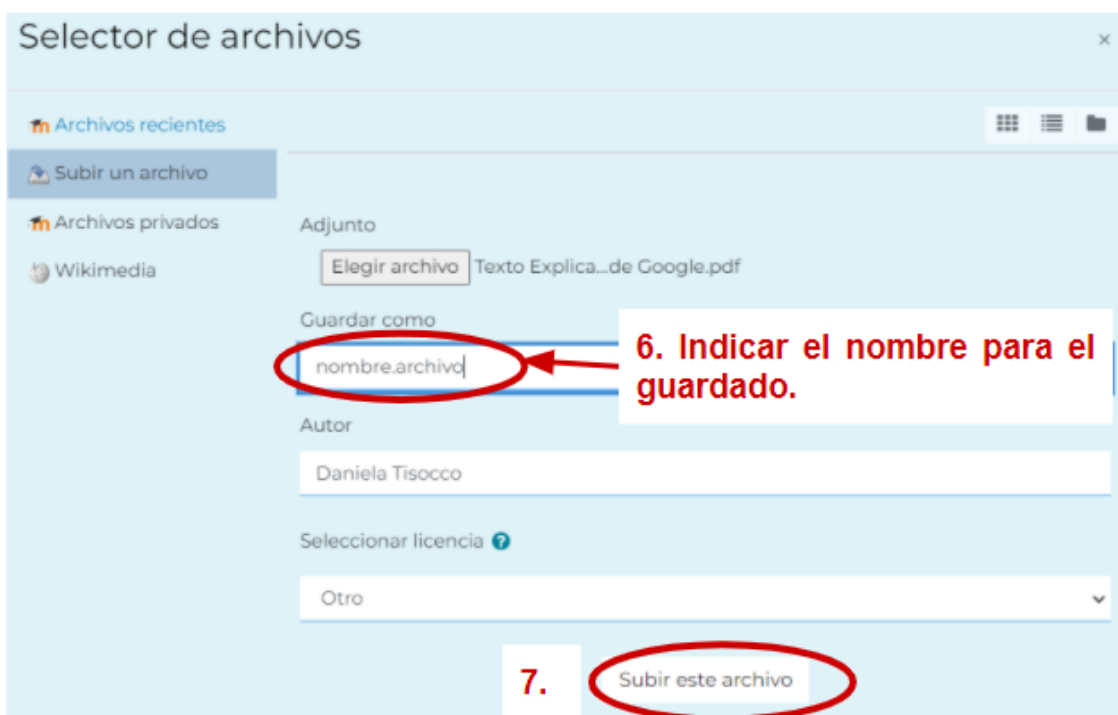 Selector de archivos
×
Archivos recientes
Subir un archivo
Archivos privados
Wikimedia
Adjunto
Elegir archivo Texto Explica...de Google.pdf
Guardar como
nombre.archivo
6. Indicar el nombre para el
guardado.
Autor
Daniela Tisocco
Seleccionar licencia ?
Otro
7. Subir este archivo